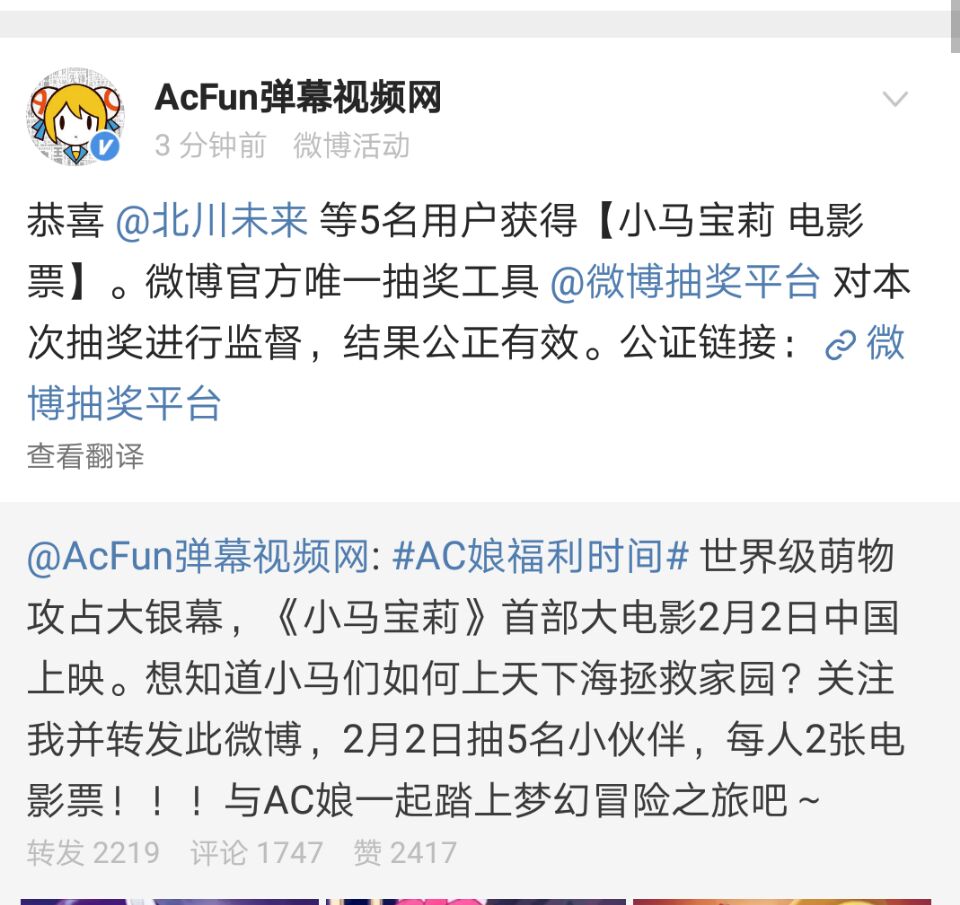 AcFun弹幕视频网
3 分钟前 微博活动
恭喜 @北川未来 等5名用户获得【小马宝莉 电影
票】。微博官方唯一抽奖工具 @微博抽奖平台 对本
次抽奖进行监督，结果公正有效。公证链接： 微
博抽奖平台
查看翻译
@AcFun弹幕视频网: #AC娘福利时间# 世界级萌物
攻占大银幕，《小马宝莉》首部大电影2月2日中国
上映。想知道小马们如何上天下海拯救家园？关注
我并转发此微博，2月2日抽5名小伙伴，每人2张电
影票！！！与AC娘一起踏上梦幻冒险之旅吧～
转发 2219 评论 1747 赞 2417